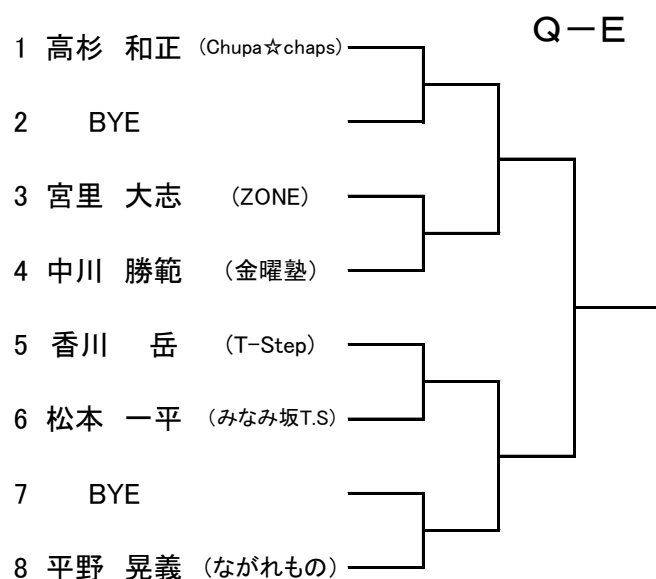 Q－E
1 高杉 和正 (Chupa☆chaps)
2 BYE
3 宮里 大志 (ZONE)
4 中川 勝範 (金曜塾)
5 香川 岳 (T-Step)
6 松本 一平 (みなみ坂T.S)
7 BYE
8 平野 晃義 (ながれもの)